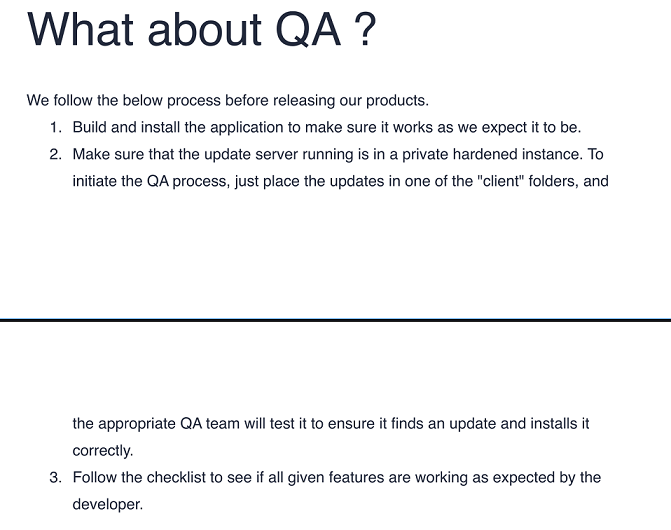 What about QA ?
We follow the below process before releasing our products.
1. Build and install the application to make sure it works as we expect it to be.
2. Make sure that the update server running is in a private hardened instance. To
initiate the QA process, just place the updates in one of the "client" folders, and
the appropriate QA team will test it to ensure it finds an update and installs it
correctly.
3. Follow the checklist to see if all given features are working as expected by the
developer.